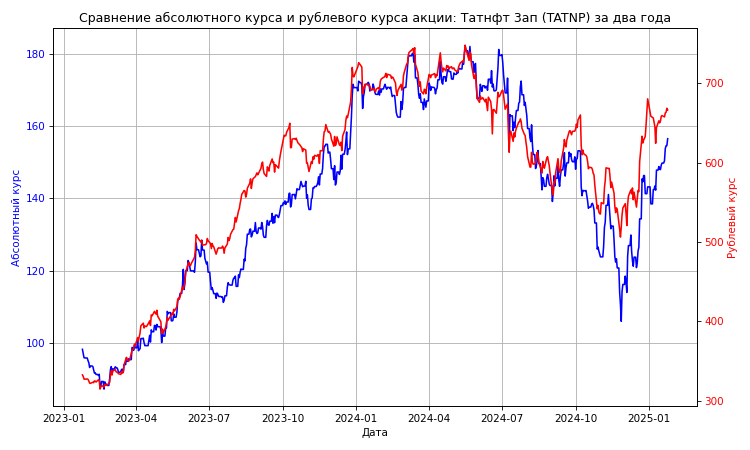 Сравнение абсолютного курса и рублевого курса акции: Татнфт 3ап (TATNP) за два года
Абсолютный курс
180
160
140
120
100
700
600
500
400
300
Рублевый курс
2023-01 2023-04 2023-07 2023-10 2024-01 2024-04 2024-07 2024-10 2025-01
Дата